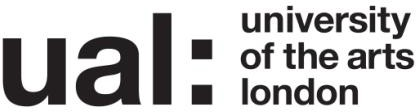 ual:
university
of the arts
london